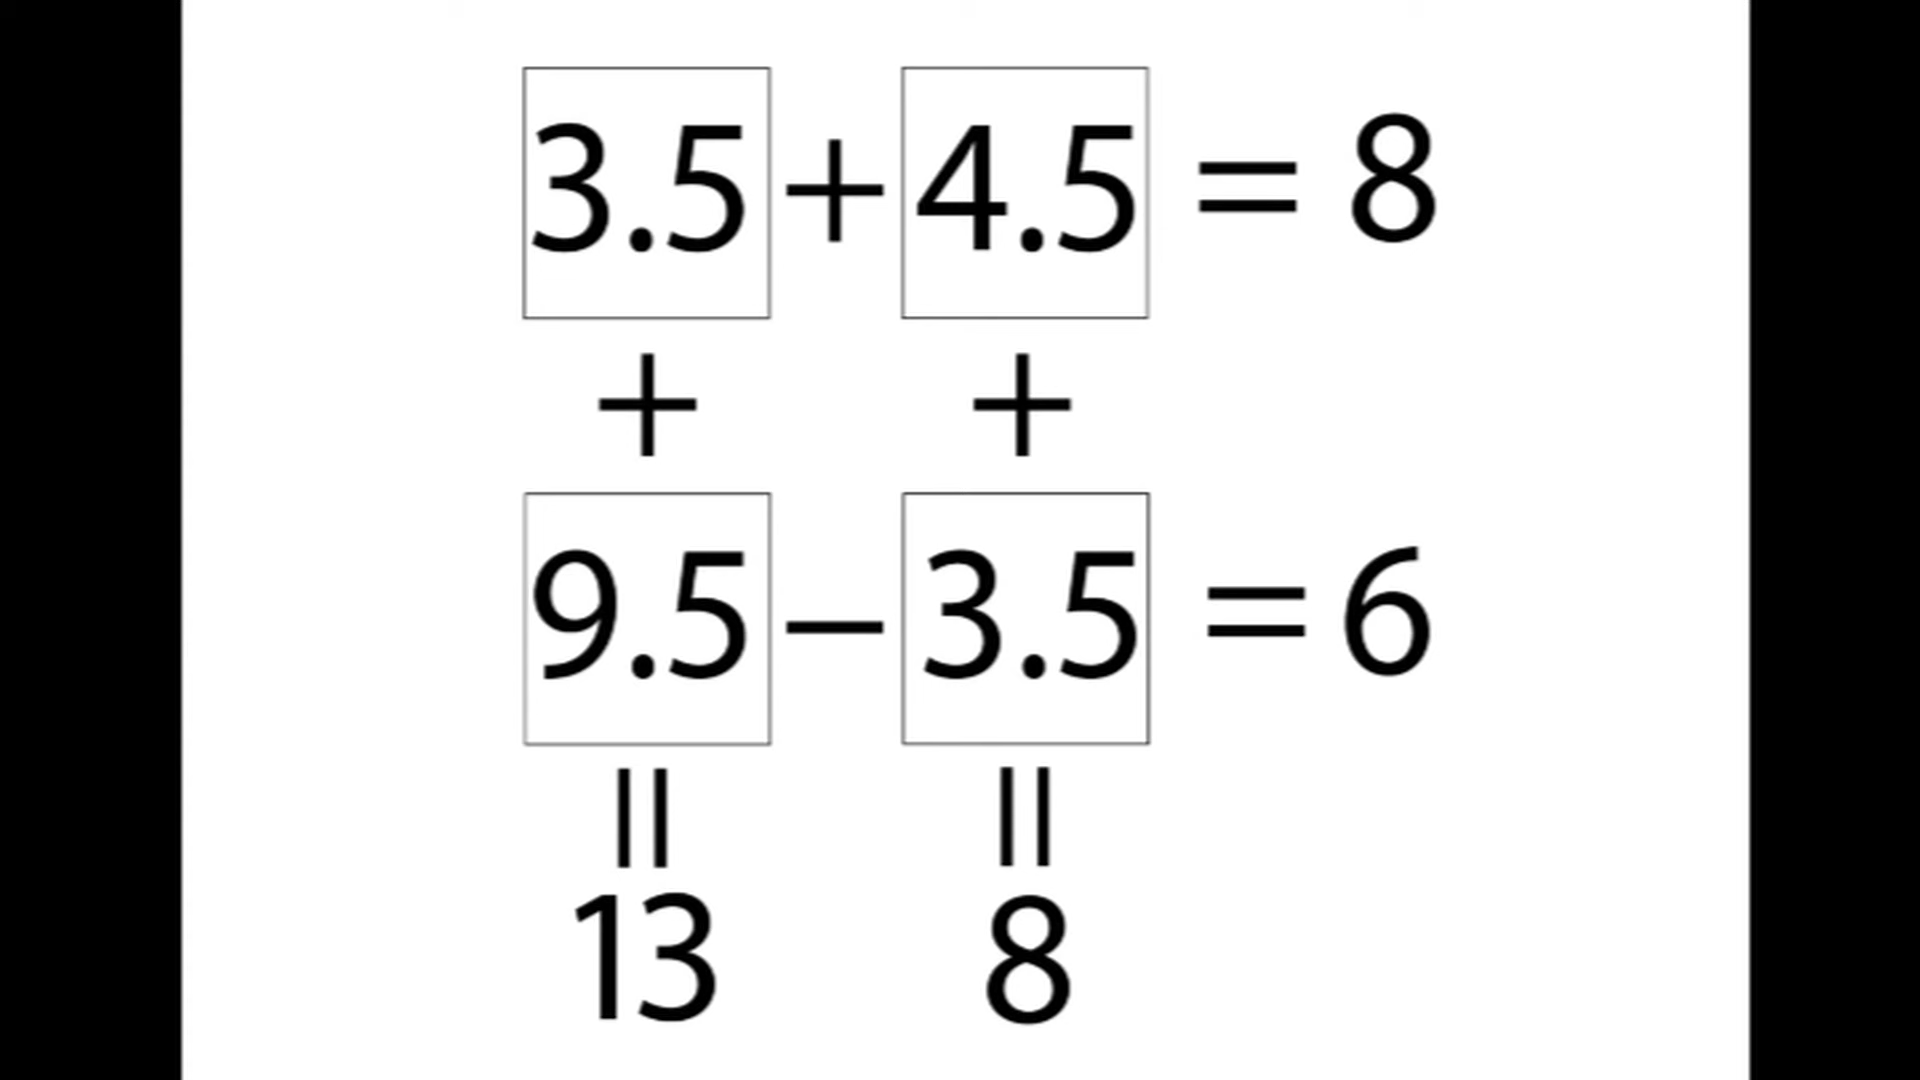 3.5 + 4.5 = 8
+ +
9.5 − 3.5 = 6
= =
13 8